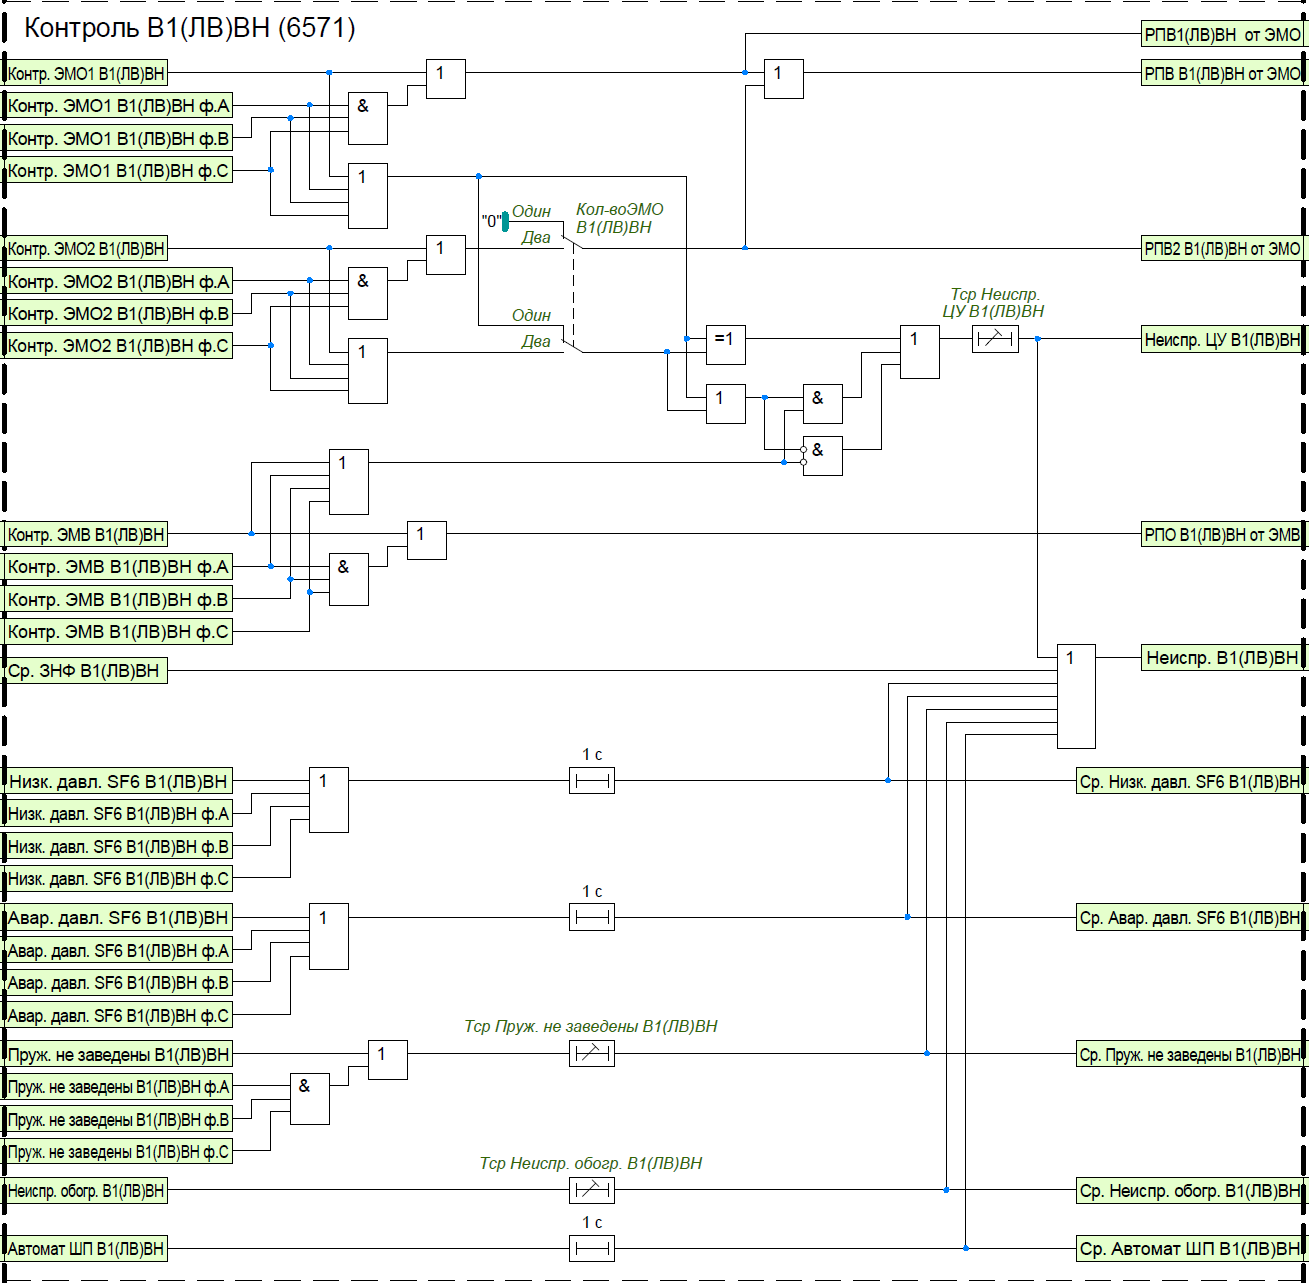 Контроль В1(ЛВ)ВН (6571)
РПВ1(ЛВ)ВН от ЭМО
Контр. ЭМО1 В1(ЛВ)ВН
1
1
РПВ В1(ЛВ)ВН от ЭМО
Контр. ЭМО1 В1(ЛВ)ВН ф.А
&
Контр. ЭМО1 В1(ЛВ)ВН ф.В
Контр. ЭМО1 В1(ЛВ)ВН ф.С
1
"0"
Один
Кол-воЭМО
В1(ЛВ)ВН
Два
Контр. ЭМО2 В1(ЛВ)ВН
1
РПВ2 В1(ЛВ)ВН от ЭМО
Контр. ЭМО2 В1(ЛВ)ВН ф.А
&
Контр. ЭМО2 В1(ЛВ)ВН ф.В
Тср Неиспр.
ЦУ В1(ЛВ)ВН
Один
Контр. ЭМО2 В1(ЛВ)ВН ф.С
1
Два
=1
1
Неиспр. ЦУ В1(ЛВ)ВН
1
&
&
1
Контр. ЭМВ В1(ЛВ)ВН
1
РПО В1(ЛВ)ВН от ЭМВ
Контр. ЭМВ В1(ЛВ)ВН ф.А
&
Контр. ЭМВ В1(ЛВ)ВН ф.В
Контр. ЭМВ В1(ЛВ)ВН ф.С
1
Неиспр. В1(ЛВ)ВН
Ср. ЗНФ В1(ЛВ)ВН
1 с
Низк. давл. SF6 В1(ЛВ)ВН
1
Ср. Низк. давл. SF6 В1(ЛВ)ВН
Низк. давл. SF6 В1(ЛВ)ВН ф.А
Низк. давл. SF6 В1(ЛВ)ВН ф.В
Низк. давл. SF6 В1(ЛВ)ВН ф.С
1 с
Авар. давл. SF6 В1(ЛВ)ВН
1
Ср. Авар. давл. SF6 В1(ЛВ)ВН
Авар. давл. SF6 В1(ЛВ)ВН ф.А
Авар. давл. SF6 В1(ЛВ)ВН ф.В
Авар. давл. SF6 В1(ЛВ)ВН ф.С
Тср Пруж. не заведены В1(ЛВ)ВН
Пруж. не заведены В1(ЛВ)ВН
1
Ср. Пруж. не заведены В1(ЛВ)ВН
Пруж. не заведены В1(ЛВ)ВН ф.А
&
Пруж. не заведены В1(ЛВ)ВН ф.В
Пруж. не заведены В1(ЛВ)ВН ф.С
Тср Неиспр. обогр. В1(ЛВ)ВН
Неиспр. обогр. В1(ЛВ)ВН
Ср. Неиспр. обогр. В1(ЛВ)ВН
1 с
Автомат ШП В1(ЛВ)ВН
Ср. Автомат ШП В1(ЛВ)ВН